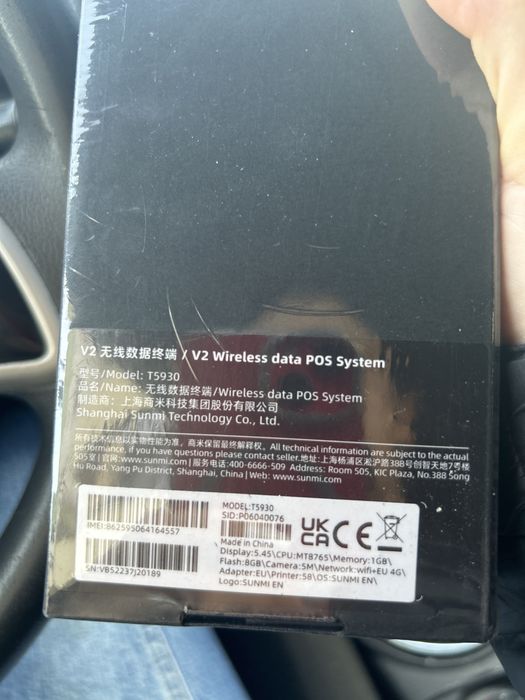 V2 无线数据终端 / V2 Wireless data POS System
型号/Model: T5930
品名/Name: 无线数据终端/Wireless data POS System
制造商: 上海商米科技集团股份有限公司
Shanghai Sunmi Technology Co., Ltd.
所有技术信息以实物性能为准，商米保留最终解释权。All technical information are subject to the actual
performance, if you have questions please contact seller.地址: 上海杨浦区淞沪路388号创智天地7号楼
505室 | 官网: www.sunmi.com | 服务电话: 400-6666-509 Address: Room 505, KIC Plaza, No.388 Song
Hu Road, Yang Pu District, Shanghai, China | Web: www.sunmi.com
IMEI:862595064164557
SN:VB52237J20189
MODEL:T5930
SID:P06040076
Made in China
Display:5.45\CPU:MT8765\Memory:1GB\
Flash:8GB\Camera:5M\Network:wifi+EU 4G\
Adapter:EU\Printer:58\OS:SUNMI EN\
Logo:SUNMI EN\
UK
CA
CE